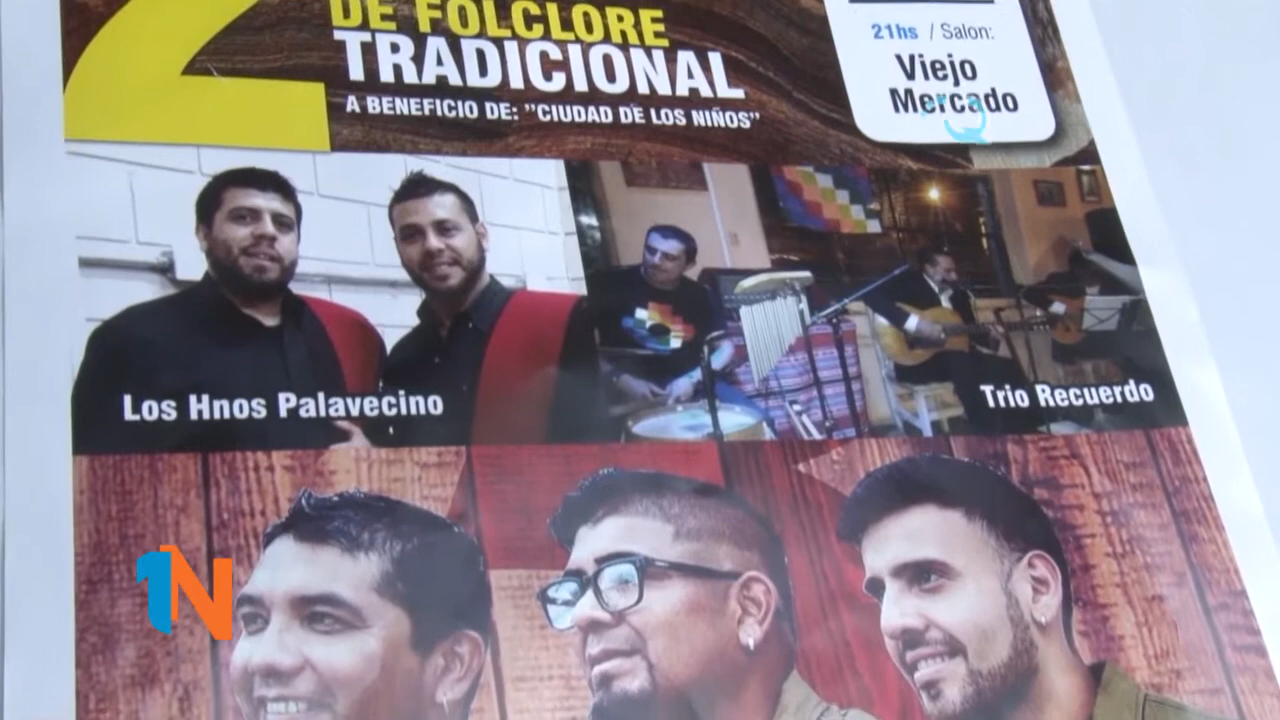 2
DE FOLCLORE
TRADICIONAL
A BENEFICIO DE: "CIUDAD DE LOS NIÑOS"
21hs / Salon:
Viejo
Mercado
Los Hnos Palavecino
Trio Recuerdo
1N